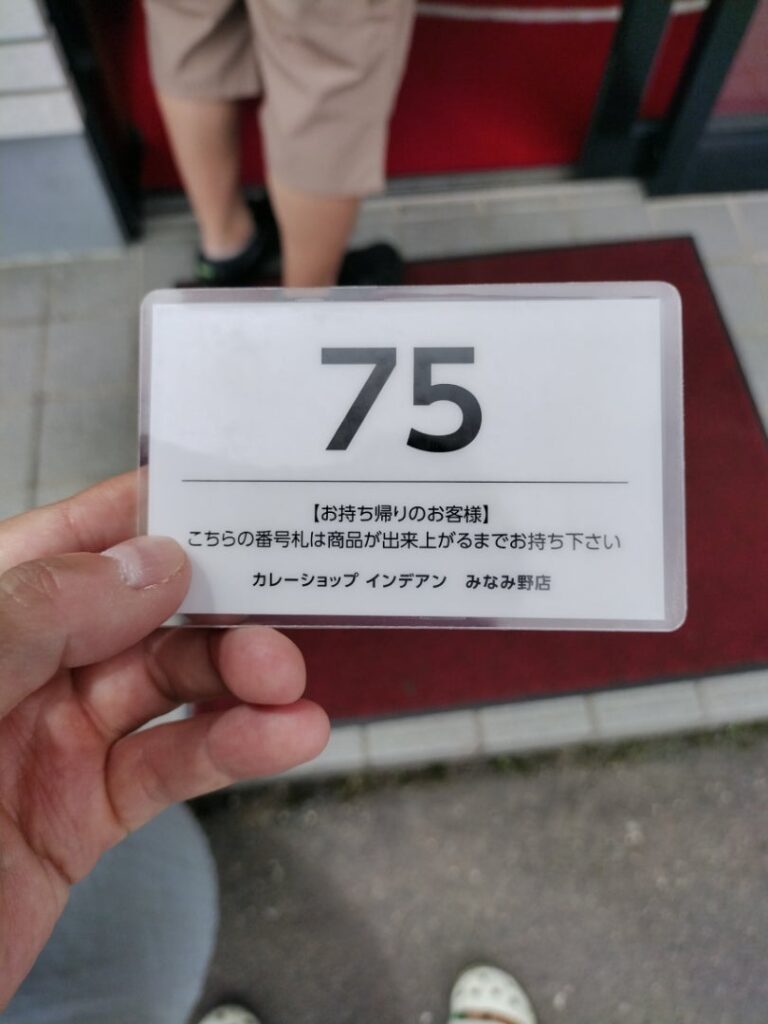 75
【お持ち帰りのお客様】
こちらの番号札は商品が出来上がるまでお持ち下さい
カレーショップ インデアン　みなみ野店